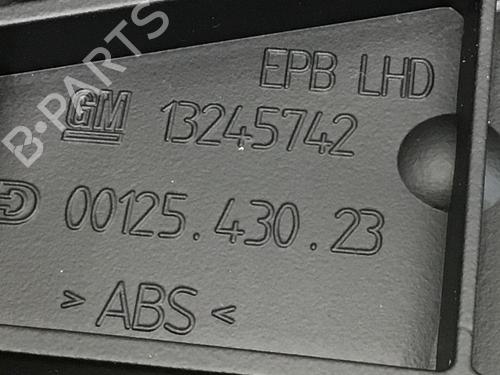 EPB LHD
GM 13245742
00125.430.23
>ABS<
B·PARTS